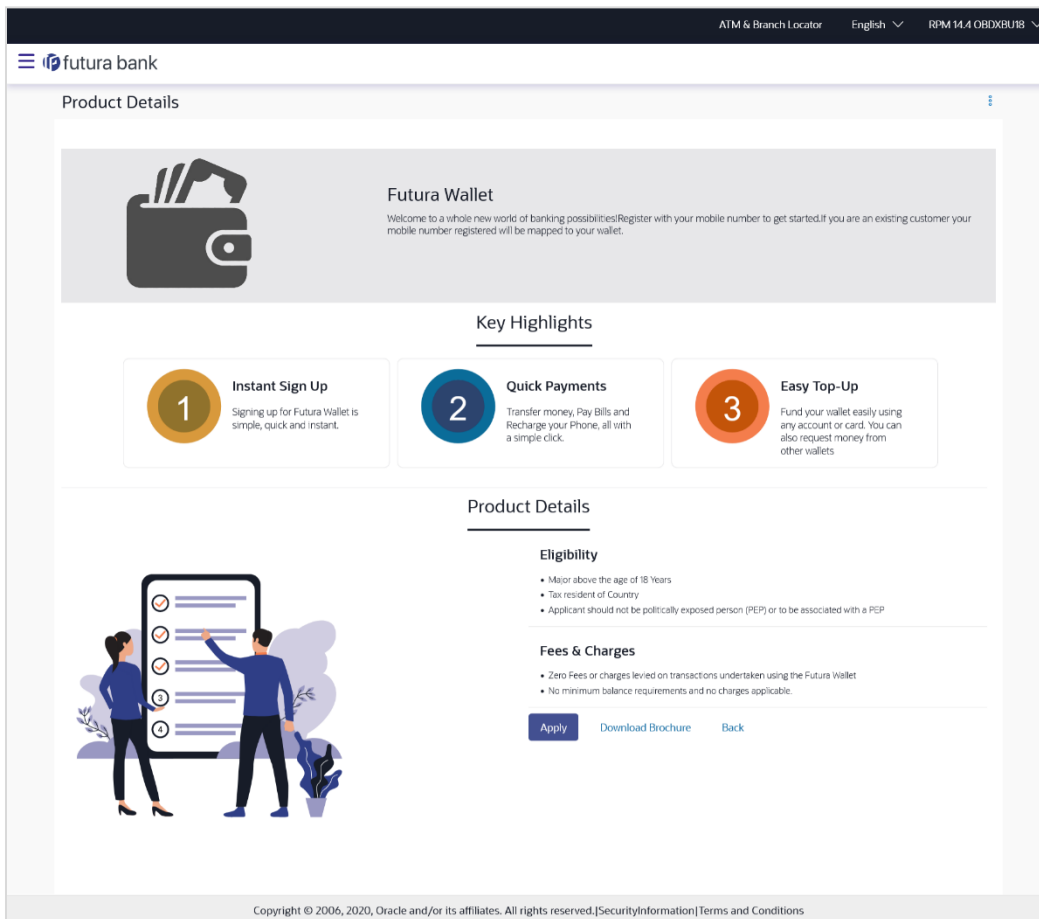 ATM & Branch Locator English RPM 14.4 OBDXBU18
futura bank
Product Details
Futura Wallet
Welcome to a whole new world of banking possibilities!Register with your mobile number to get started.If you are an existing customer your
mobile number registered will be mapped to your wallet.
Key Highlights
1
Instant Sign Up
Signing up for Futura Wallet is
simple, quick and Instant.
2
Quick Payments
Transfer money, Pay Bills and
Recharge your Phone, all with
a simple click.
3
Easy Top-Up
Fund your wallet easily using
any account or card. You can
also request money from
other wallets
Product Details
3
4
Eligibility
• Major above the age of 18 Years
• Tax resident of Country
• Applicant should not be politically exposed person (PEP) or to be associated with a PEP
Fees & Charges
• Zero Fees or charges levied on transactions undertaken using the Futura Wallet
• No minimum balance requirements and no charges applicable.
Apply Download Brochure Back
Copyright © 2006, 2020, Oracle and/or its affiliates. All rights reserved.|SecurityInformation|Terms and Conditions